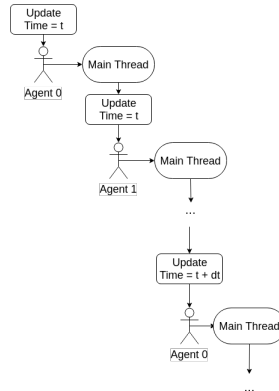 Update
Time = t
Agent 0
Main Thread
Update
Time = t
Agent 1
Main Thread
...
Update
Time = t + dt
Agent 0
Main Thread
...